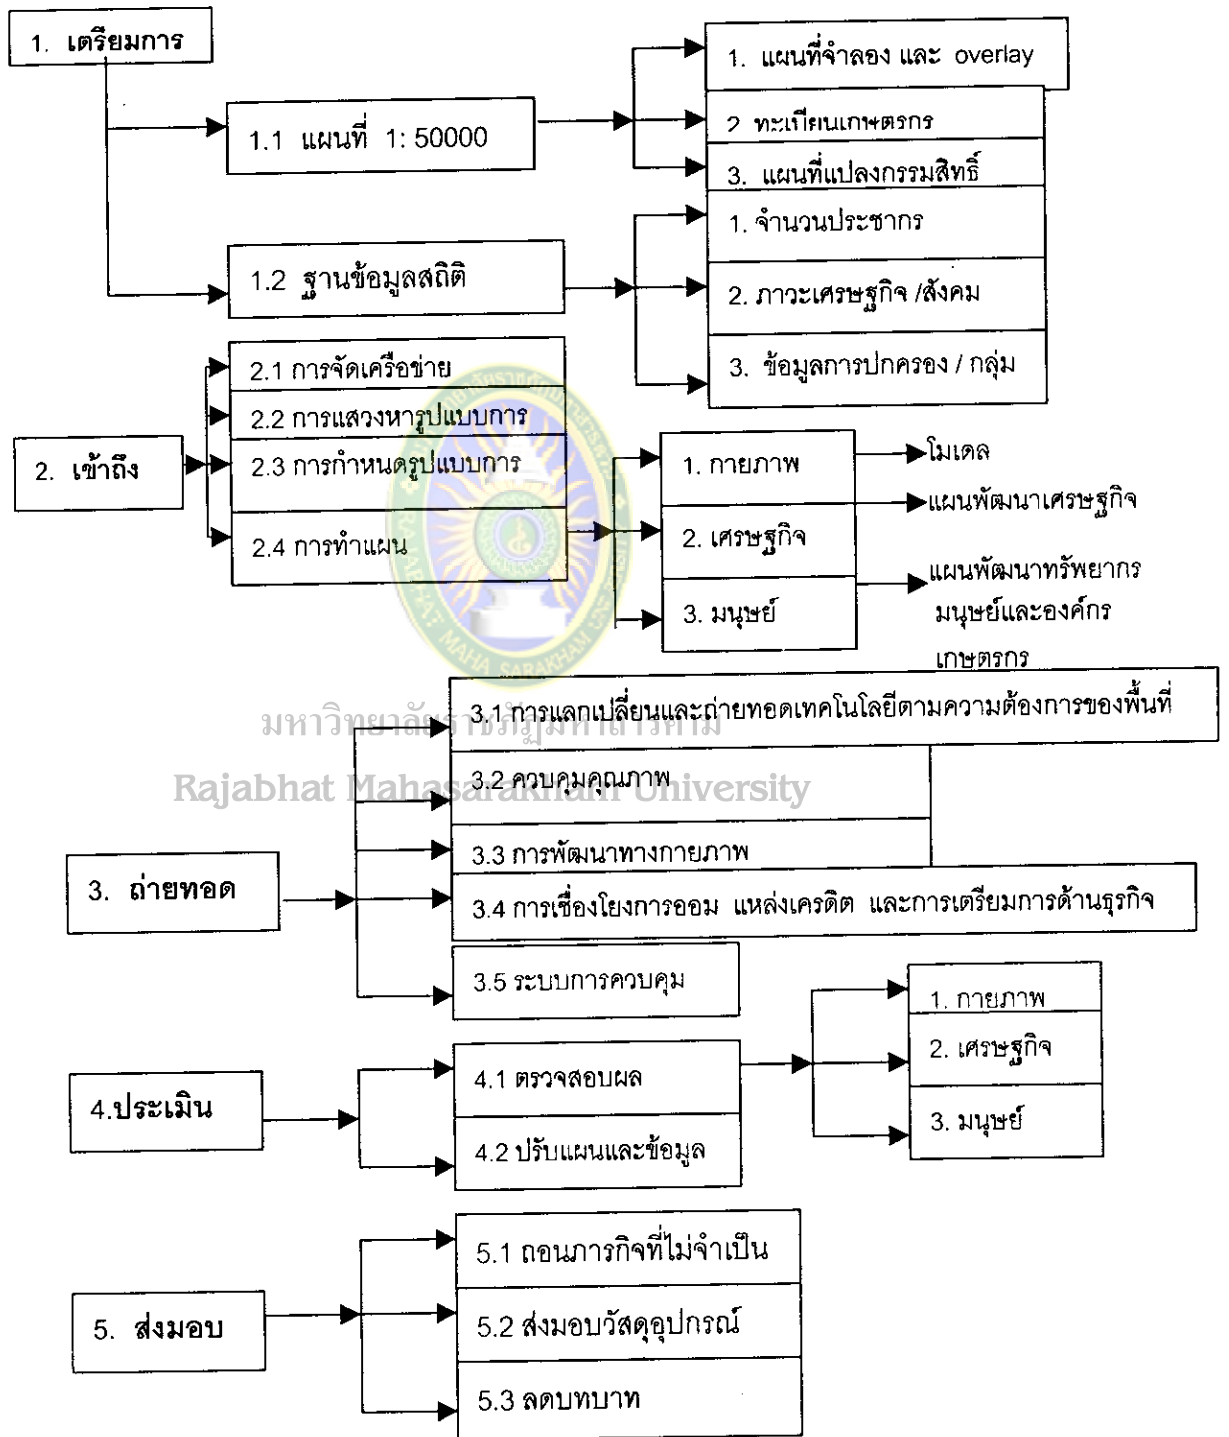 1. เตรียมการ
1.1 แผนที่ 1: 50000
1. แผนที่จำลอง และ overlay
2 ทะเบียนเกษตรกร
3. แผนที่แปลงกรรมสิทธิ์
1.2 ฐานข้อมูลสถิติ
1. จำนวนประชากร
2. ภาวะเศรษฐกิจ /สังคม
3. ข้อมูลการปกครอง / กลุ่ม
2. เข้าถึง
2.1 การจัดเครือข่าย
2.2 การแสวงหารูปแบบการ
2.3 การกำหนดรูปแบบการ
2.4 การทำแผน
1. กายภาพ
2. เศรษฐกิจ
3. มนุษย์
โมเดล
แผนพัฒนาเศรษฐกิจ
แผนพัฒนาทรัพยากร
มนุษย์และองค์กร
เกษตรกร
มหาวิทยาลัยราชภัฏมหาสารคาม
Rajabhat Mahasarakham University
3. ถ่ายทอด
3.1 การแลกเปลี่ยนและถ่ายทอดเทคโนโลยีตามความต้องการของพื้นที่
3.2 ควบคุมคุณภาพ
3.3 การพัฒนาทางกายภาพ
3.4 การเชื่องโยงการออม แหล่งเครดิต และการเตรียมการด้านธุรกิจ
3.5 ระบบการควบคุม
4.ประเมิน
4.1 ตรวจสอบผล
4.2 ปรับแผนและข้อมูล
1. กายภาพ
2. เศรษฐกิจ
3. มนุษย์
5. ส่งมอบ
5.1 ถอนภารกิจที่ไม่จำเป็น
5.2 ส่งมอบวัสดุอุปกรณ์
5.3 ลดบทบาท